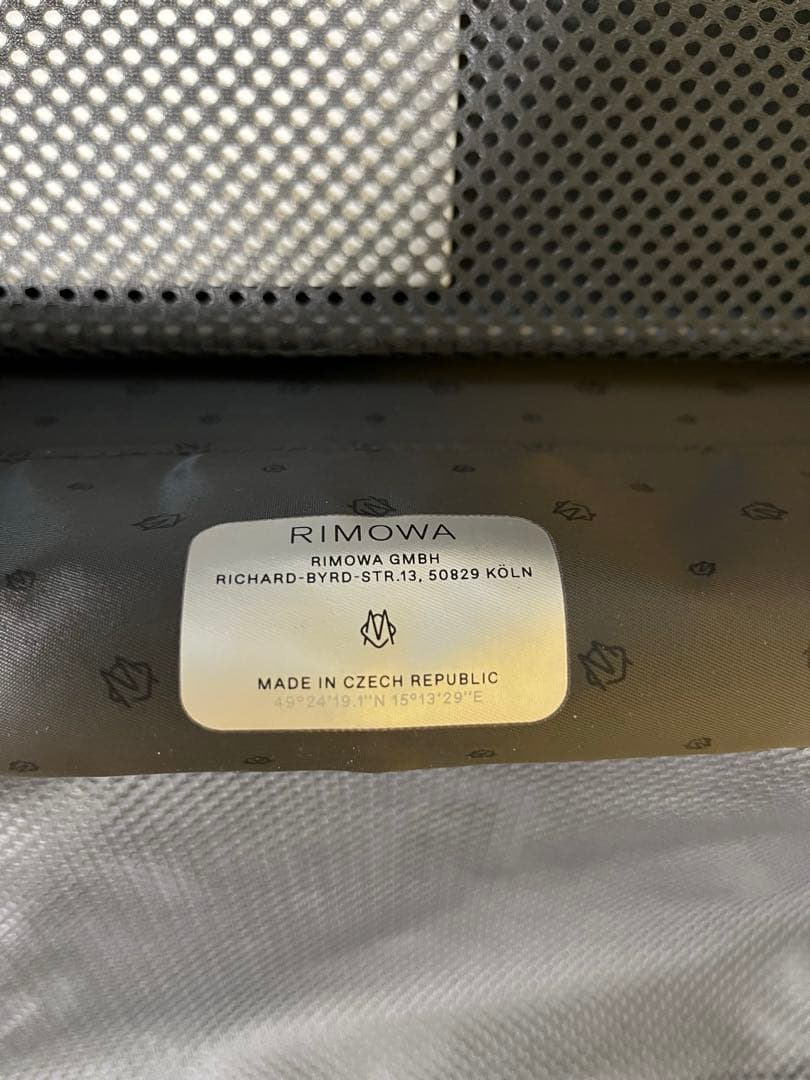 RIMOWA
RIMOWA GMBH
RICHARD-BYRD-STR.13, 50829 KÖLN
MADE IN CZECH REPUBLIC
49°24'19.1"N 15°13'29"E